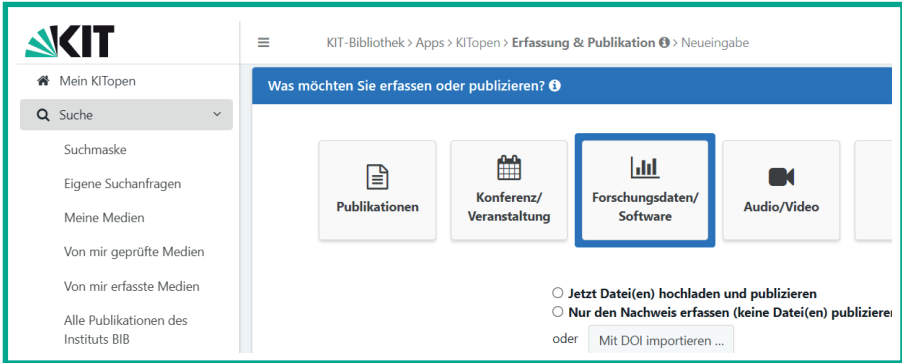 KIT
KIT-Bibliothek > Apps > KITopen > Erfassung & Publikation > Neueingabe
Mein KITopen
Was möchten Sie erfassen oder publizieren?
Suche
Suchmaske
Eigene Suchanfragen
Meine Medien
Von mir geprüfte Medien
Von mir erfasste Medien
Alle Publikationen des
Instituts BIB
Publikationen
Konferenz/
Veranstaltung
Forschungsdaten/
Software
Audio/Video
Jetzt Datei(en) hochladen und publizieren
Nur den Nachweis erfassen (keine Datei(en) publizieren
oder Mit DOI importieren ...